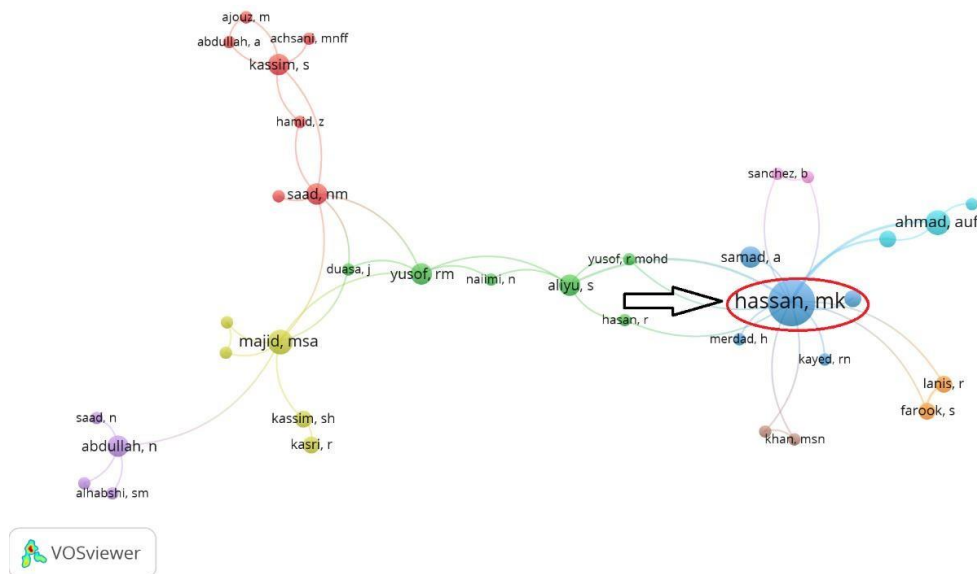 ajouz, m
abdullah, a
achsani, mnff
kassim, s
hamid, z
saad, nm
duasa, j
yusof, rm
naiimi, n
aliyu, s
yusof, r mohd
hasan, r
sanchez, b
ahmad, auf
samad, a
hassan, mk
merdad, h
kayed, rn
lanis, r
farook, s
khan, msn
majid, msa
kassim, sh
kasri, r
saad, n
abdullah, n
alhabshi, sm
VOSviewer